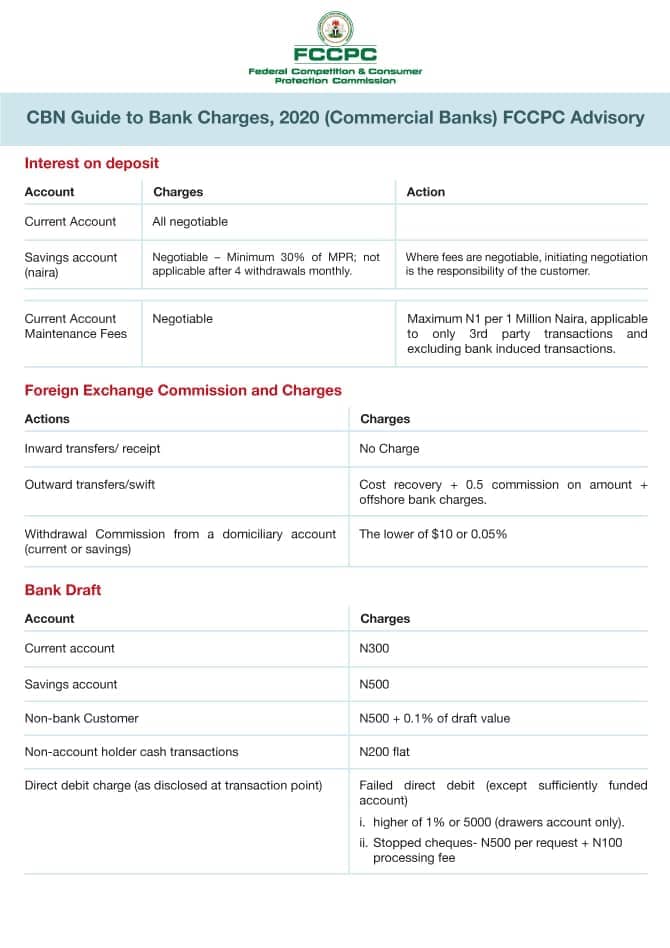 FCCPC
Federal Competition & Consumer
Protection Commission
CBN Guide to Bank Charges, 2020 (Commercial Banks) FCCPC Advisory
Interest on deposit
Account Charges Action
Current Account All negotiable
Savings account (naira) Negotiable – Minimum 30% of MPR; not applicable after 4 withdrawals monthly. Where fees are negotiable, initiating negotiation is the responsibility of the customer.
Current Account Maintenance Fees Negotiable Maximum N1 per 1 Million Naira, applicable to only 3rd party transactions and excluding bank induced transactions.
Foreign Exchange Commission and Charges
Actions Charges
Inward transfers/ receipt No Charge
Outward transfers/swift Cost recovery + 0.5 commission on amount + offshore bank charges.
Withdrawal Commission from a domiciliary account (current or savings) The lower of $10 or 0.05%
Bank Draft
Account Charges
Current account N300
Savings account N500
Non-bank Customer N500 + 0.1% of draft value
Non-account holder cash transactions N200 flat
Direct debit charge (as disclosed at transaction point) Failed direct debit (except sufficiently funded account)
i. higher of 1% or 5000 (drawers account only).
ii. Stopped cheques- N500 per request + N100 processing fee